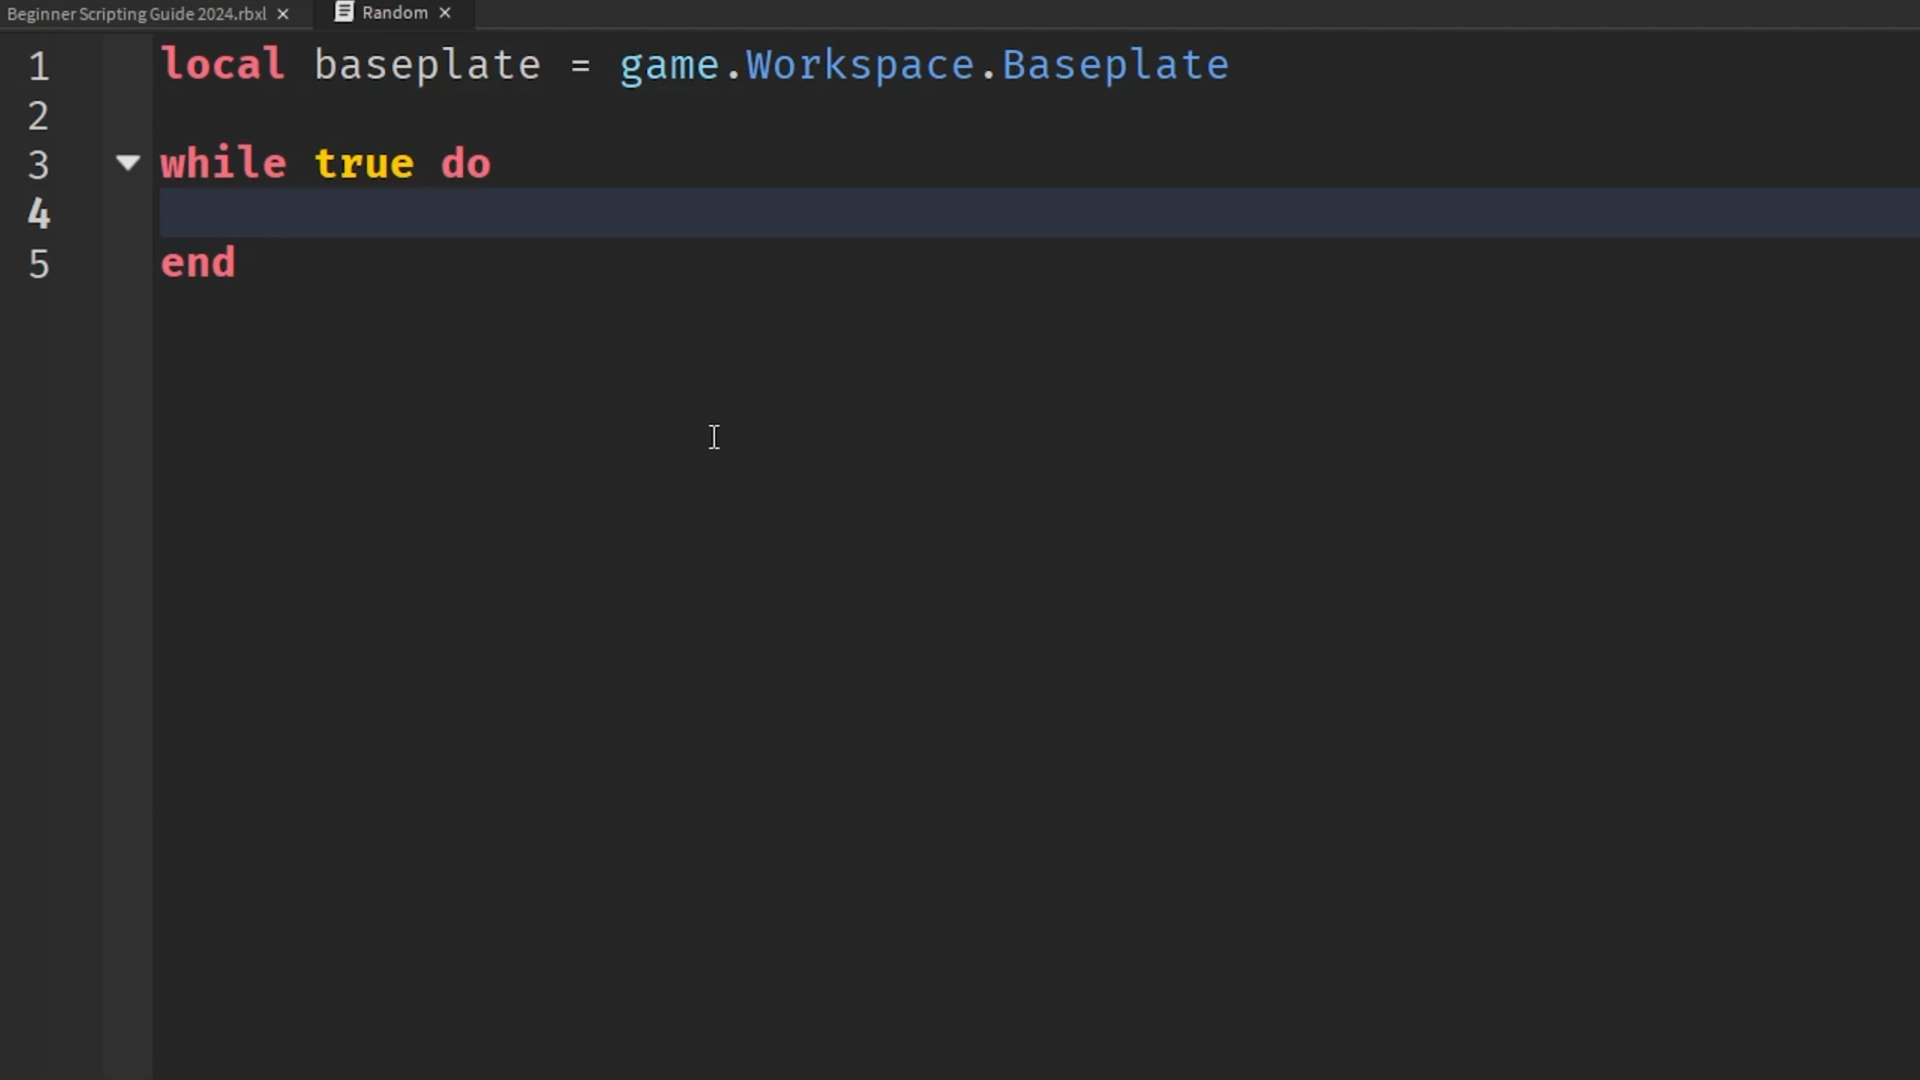 Beginner Scripting Guide 2024.rbxl Random
1 local baseplate = game.Workspace.Baseplate
2
3 while true do
4
5 end